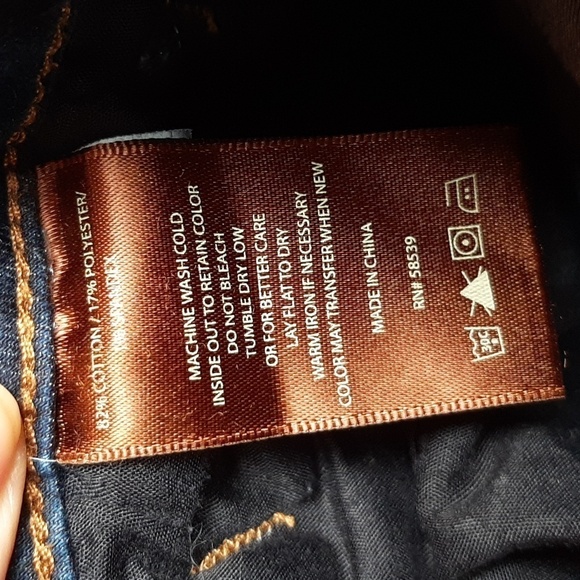 82% COTTON / 17% POLYESTER/
SPANDEX
MACHINE WASH COLD
INSIDE OUT TO RETAIN COLOR
DO NOT BLEACH
TUMBLE DRY LOW
OR FOR BETTER CARE
LAY FLAT TO DRY
WARM IRON IF NECESSARY
COLOR MAY TRANSFER WHEN NEW
MADE IN CHINA
RN# 58539
30C